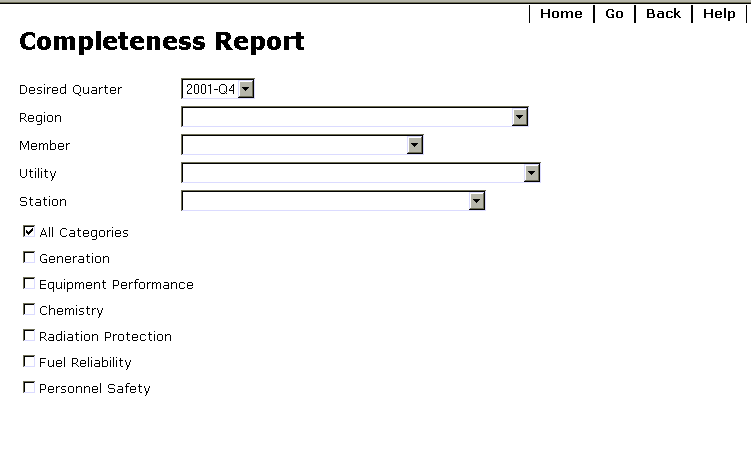 Home Go Back Help
Completeness Report
Desired Quarter 2001-Q4
Region
Member
Utility
Station
All Categories
Generation
Equipment Performance
Chemistry
Radiation Protection
Fuel Reliability
Personnel Safety